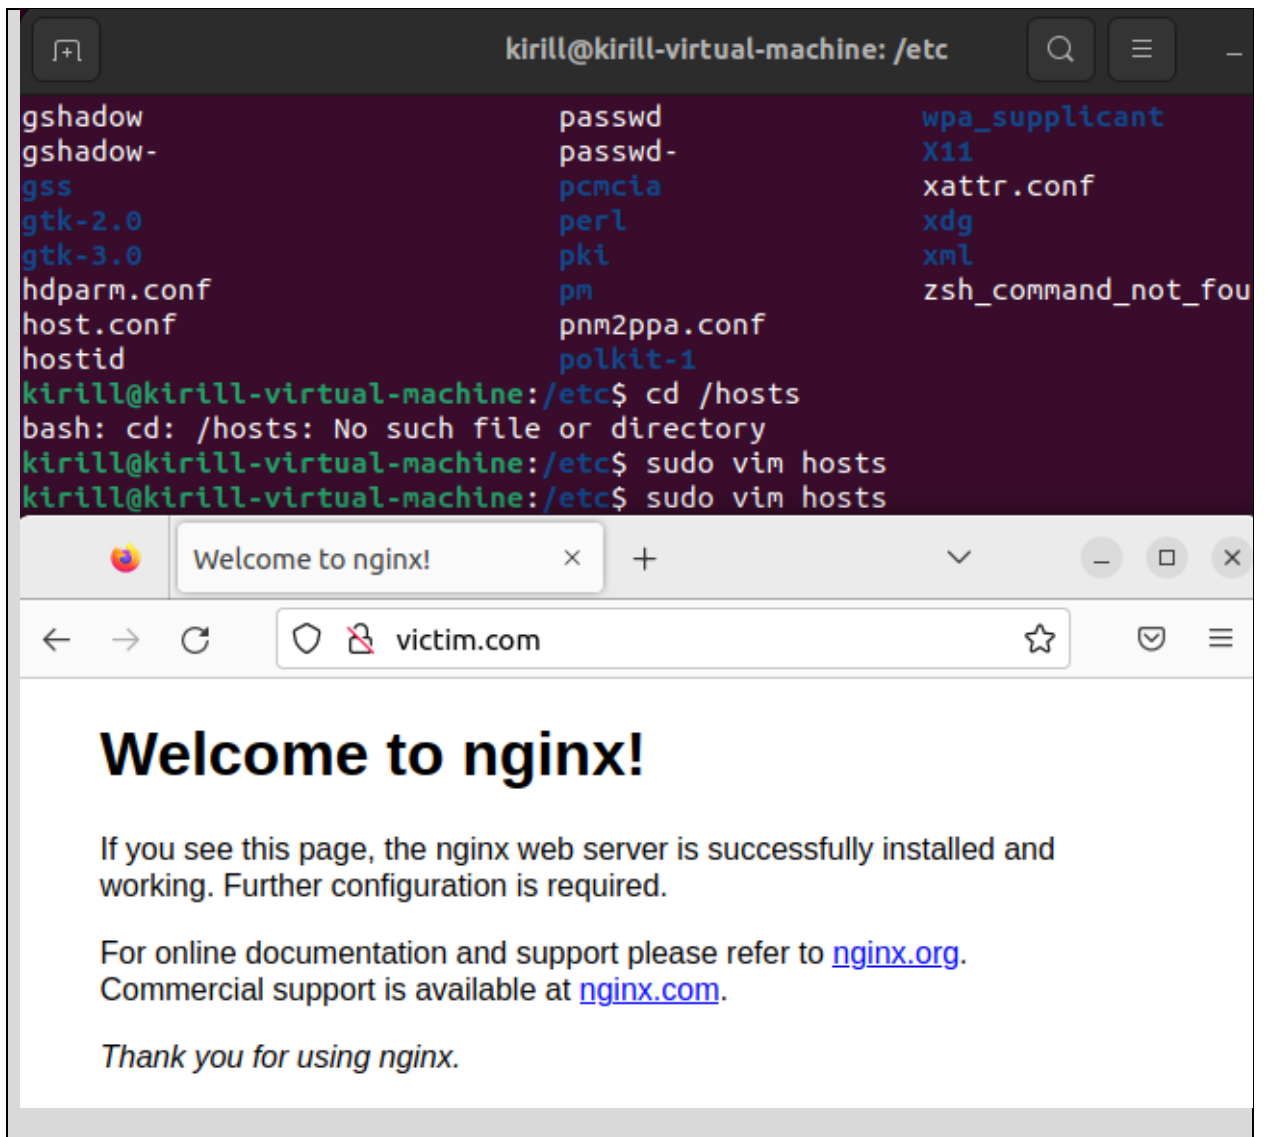 kirill@kirill-virtual-machine: /etc
gshadow passwd wpa_supplicant
gshadow- passwd- X11
gss pcmcia xattr.conf
gtk-2.0 perl xdg
gtk-3.0 pki xml
hdparm.conf pm zsh_command_not_fou
host.conf pnm2ppa.conf
hostid polkit-1
kirill@kirill-virtual-machine:/etc$ cd /hosts
bash: cd: /hosts: No such file or directory
kirill@kirill-virtual-machine:/etc$ sudo vim hosts
kirill@kirill-virtual-machine:/etc$ sudo vim hosts
Welcome to nginx!
victim.com
Welcome to nginx!
If you see this page, the nginx web server is successfully installed and
working. Further configuration is required.
For online documentation and support please refer to nginx.org.
Commercial support is available at nginx.com.
Thank you for using nginx.